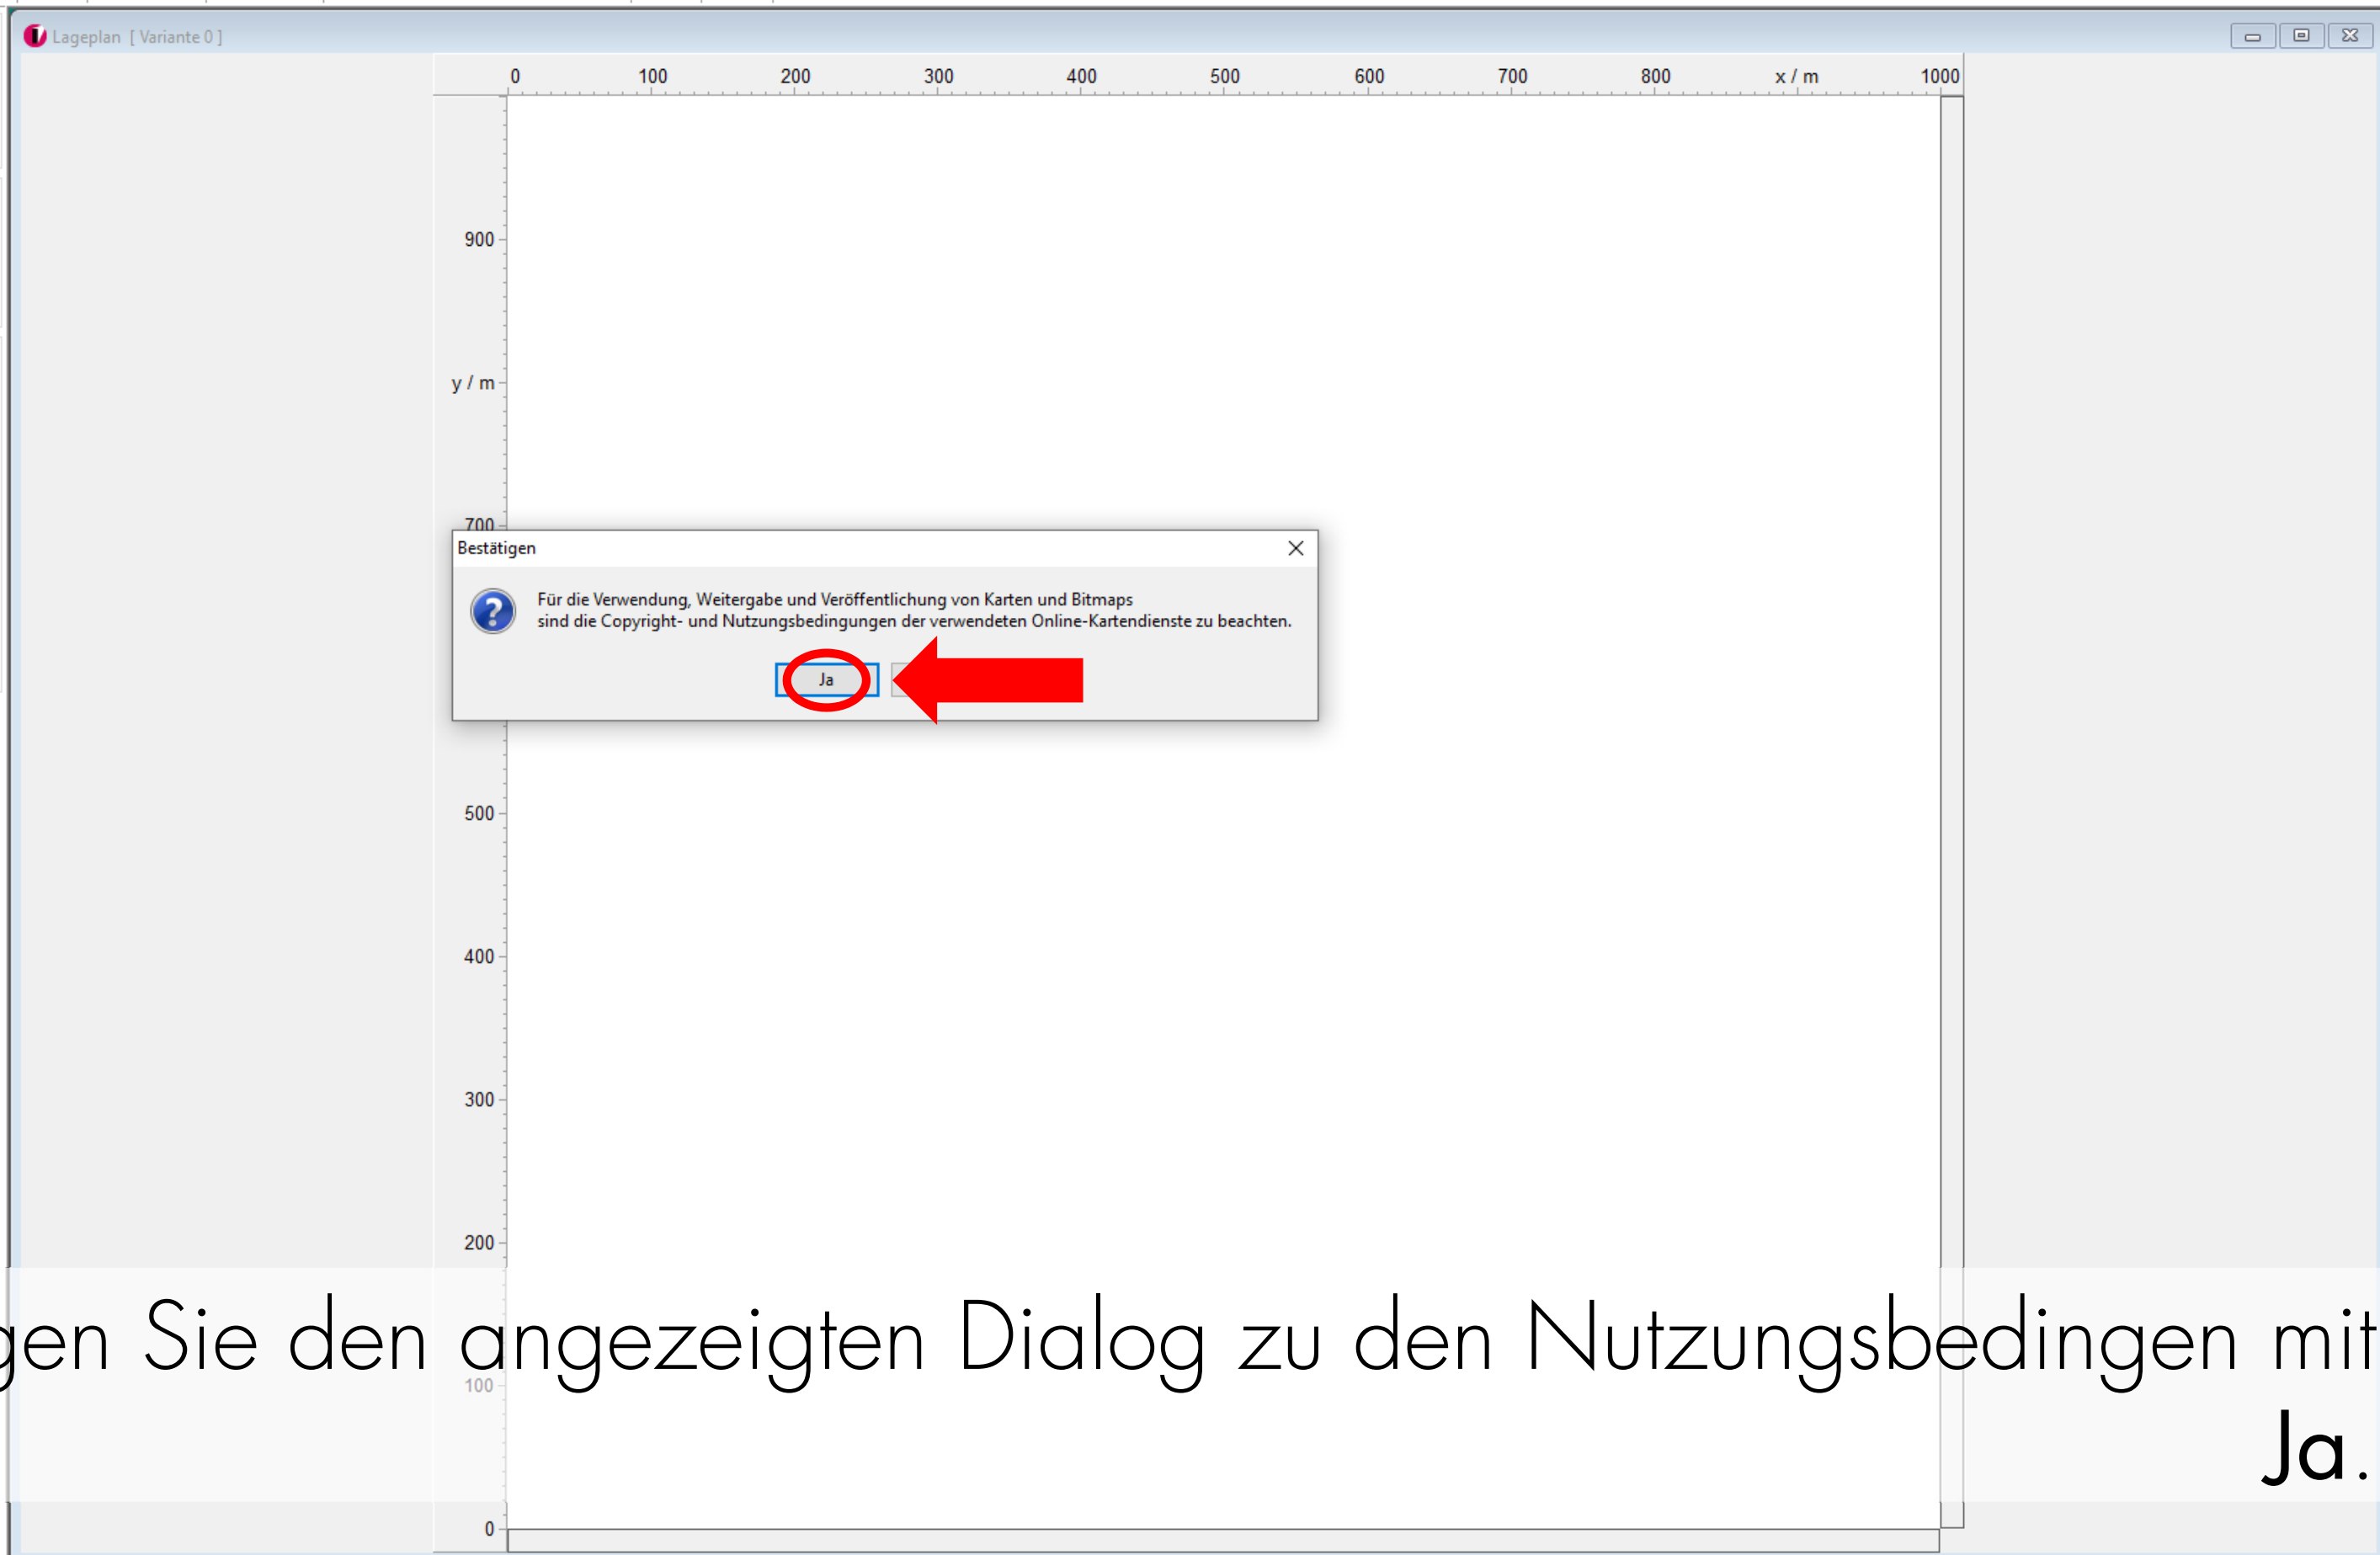 Lageplan [ Variante 0 ]
0 100 200 300 400 500 600 700 800 x / m 1000
900
y / m
700
Bestätigen
Für die Verwendung, Weitergabe und Veröffentlichung von Karten und Bitmaps
sind die Copyright- und Nutzungsbedingungen der verwendeten Online-Kartendienste zu beachten.
Ja
500
400
300
200
gen Sie den angezeigten Dialog zu den Nutzungsbedingen mit
100
Ja.
0